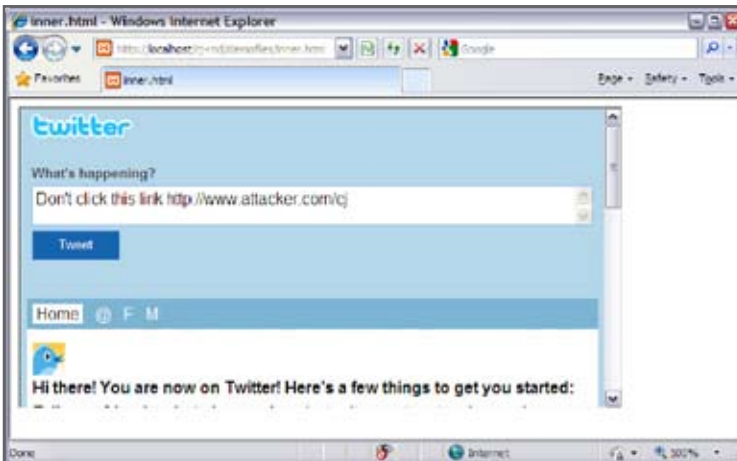 inner.html - Windows Internet Explorer
Google
Favorites
inner.html
Page
Safety
Tools
twitter
What's happening?
Don't click this link http://www.attacker.com/cj
Tweet
Home @ F M
Hi there! You are now on Twitter! Here's a few things to get you started:
Done
Internet